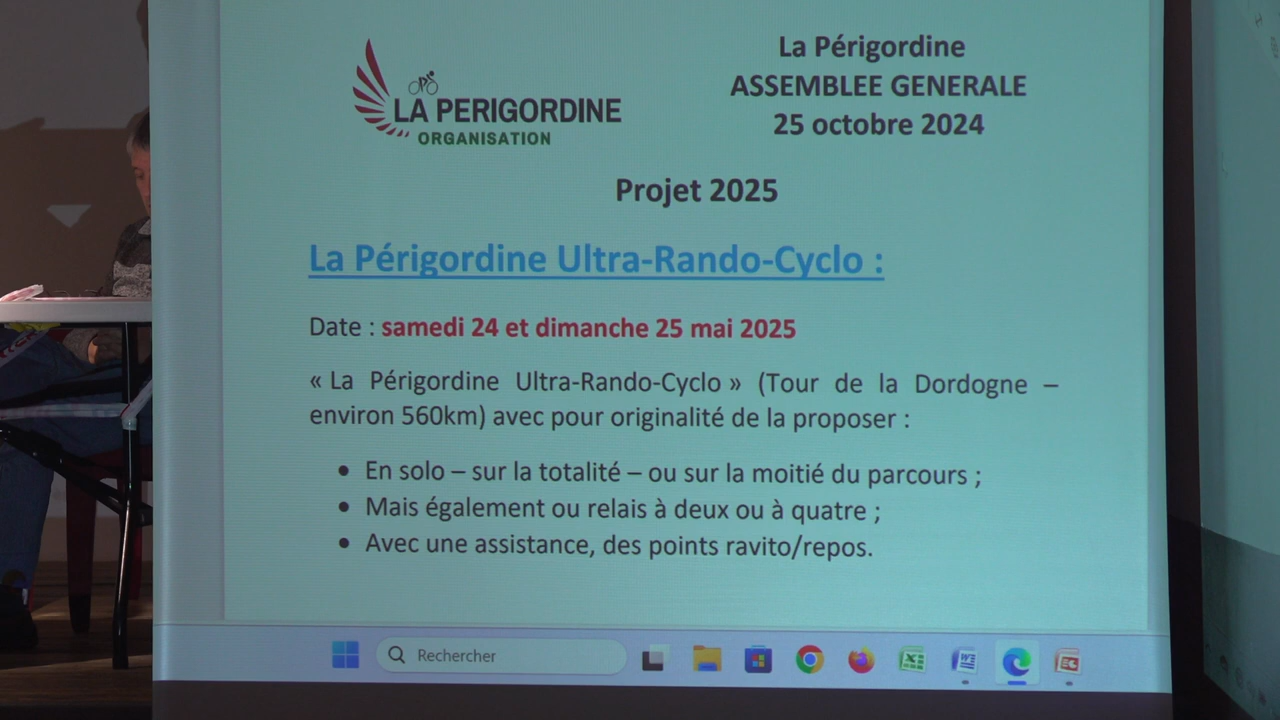 LA PERIGORDINE
ORGANISATION
La Périgordine
ASSEMBLEE GENERALE
25 octobre 2024
Projet 2025
La Périgordine Ultra-Rando-Cyclo :
Date : samedi 24 et dimanche 25 mai 2025
« La Périgordine Ultra-Rando-Cyclo » (Tour de la Dordogne –
environ 560km) avec pour originalité de la proposer :
• En solo – sur la totalité – ou sur la moitié du parcours ;
• Mais également ou relais à deux ou à quatre ;
• Avec une assistance, des points ravito/repos.
Rechercher